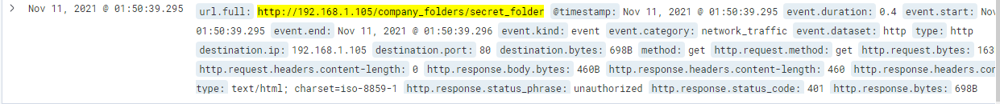 > Nov 11, 2021 @ 01:50:39.295 url.full: http://192.168.1.105/company_folders/secret_folder @timestamp: Nov 11, 2021 @ 01:50:39.295 event.duration: 0.4 event.start: Nov
01:50:39.295 event.end: Nov 11, 2021 @ 01:50:39.296 event.kind: event event.category: network_traffic event.dataset: http type: http
destination.ip: 192.168.1.105 destination.port: 80 destination.bytes: 698B method: get http.request.method: get http.request.bytes: 163
http.request.headers.content-length: 0 http.response.body.bytes: 460B http.response.headers.content-length: 460 http.response.headers.con
type: text/html; charset=iso-8859-1 http.response.status_phrase: unauthorized http.response.status_code: 401 http.response.bytes: 698B